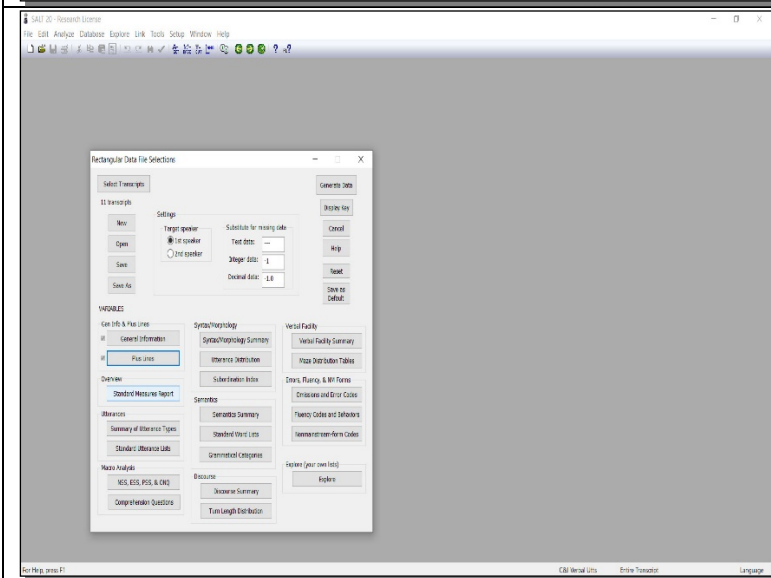 SALT 20 - Research License
File Edit Analyze Database Explore Link Tools Setup Window Help
Rectangular Data File Selections
Select Transcripts
Generate Data
11 transcripts
Display Key
New
Settings
Target speaker
Substitute for missing data
Cancel
Open
1st speaker
Text data: ---
Help
2nd speaker
Integer data: -1
Save
Reset
Decimal data: -1.0
Save As
Save as Default
VARIABLES
Gen Info & Plus Lines
Syntax/Morphology
Verbal Facility
General Information
Syntax/Morphology Summary
Verbal Facility Summary
Plus Lines
Utterance Distribution
Maze Distribution Tables
Overview
Subordination Index
Errors, Fluency, & NM Forms
Standard Measures Report
Omissions and Error Codes
Semantics
Utterances
Semantics Summary
Fluency Codes and Behaviors
Summary of Utterance Types
Standard Word Lists
Nonmainstream-form Codes
Standard Utterance Lists
Grammatical Categories
Macro Analysis
Explore (your own lists)
NSS, ESS, PSS, & CNQ
Discourse
Explore
Discourse Summary
Comprehension Questions
Turn Length Distribution
For Help, press F1
C&I Verbal Utts
Entire Transcript
Language